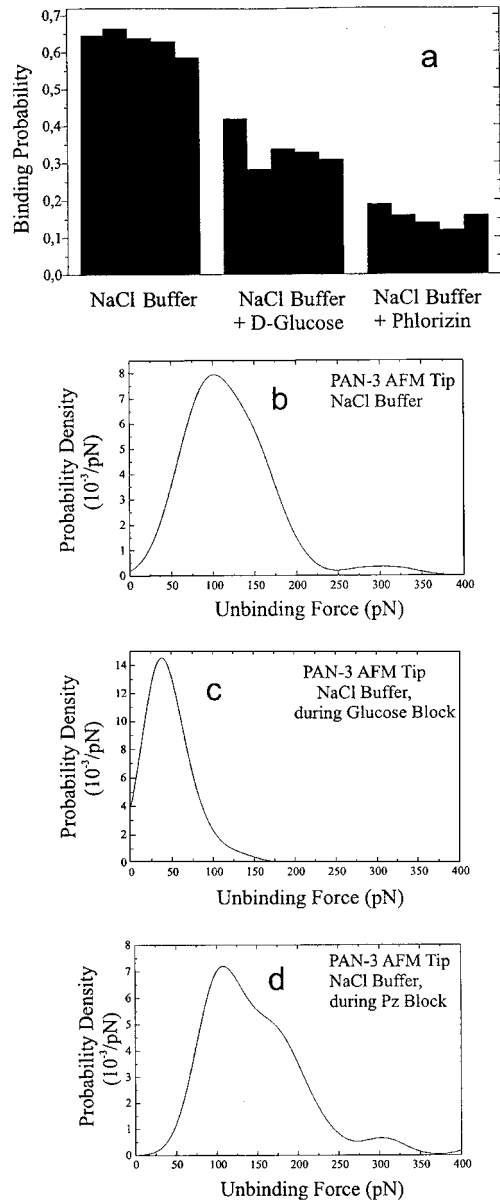 a
0,7
0,6
0,5
0,4
0,3
0,2
0,1
0,0
Binding Probability
NaCl Buffer
NaCl Buffer
+ D-Glucose
NaCl Buffer
+ Phlorizin
b
PAN-3 AFM Tip
NaCl Buffer
8
7
6
5
4
3
2
1
0
Probability Density
(10⁻³/pN)
0 50 100 150 200 250 300 350 400
Unbinding Force (pN)
c
PAN-3 AFM Tip
NaCl Buffer,
during Glucose Block
14
12
10
8
6
4
2
0
Probability Density
(10⁻³/pN)
0 50 100 150 200 250 300 350 400
Unbinding Force (pN)
d
PAN-3 AFM Tip
NaCl Buffer,
during Pz Block
8
7
6
5
4
3
2
1
0
Probability Density
(10⁻³/pN)
0 50 100 150 200 250 300 350 400
Unbinding Force (pN)